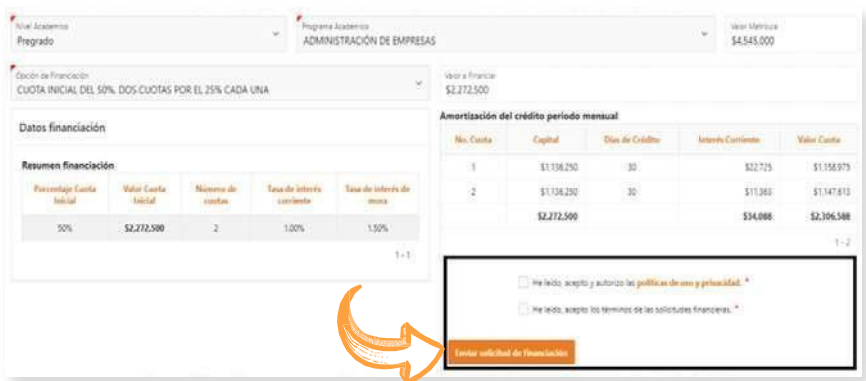 Nivel Academico
Pregrado
Programa Academico
ADMINISTRACIÓN DE EMPRESAS
Valor Matricula
$4,545,000
Opción de Financiación
CUOTA INICIAL DEL 50%. DOS CUOTAS POR EL 25% CADA UNA
Valor a Financiar
$2,272,500
Datos financiación
Resumen financiación
Porcentaje Cuota Inicial
Valor Cuota Inicial
Número de cuotas
Tasa de interés corriente
Tasa de interés de mora
50% $2,272,500 2 1.00% 1.50%
1 - 1
Amortización del crédito periodo mensual
No. Cuota Capital Días de Crédito Interés Corriente Valor Cuota
1 $1,136,250 30 $22,725 $1,158,975
2 $1,136,250 30 $11,363 $1,147,613
$2,272,500 $34,088 $2,306,588
1 - 2
He leído, acepto y autorizo las políticas de uso y privacidad. *
He leído, acepto los términos de las solicitudes financieras. *
Enviar solicitud de financiación